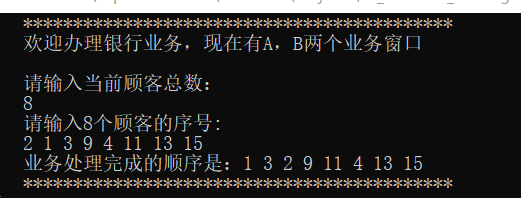 *******************************************
欢迎办理银行业务，现在有A，B两个业务窗口
请输入当前顾客总数：
8
请输入8个顾客的序号：
2 1 3 9 4 11 13 15
业务处理完成的顺序是：1 3 2 9 11 4 13 15
*******************************************